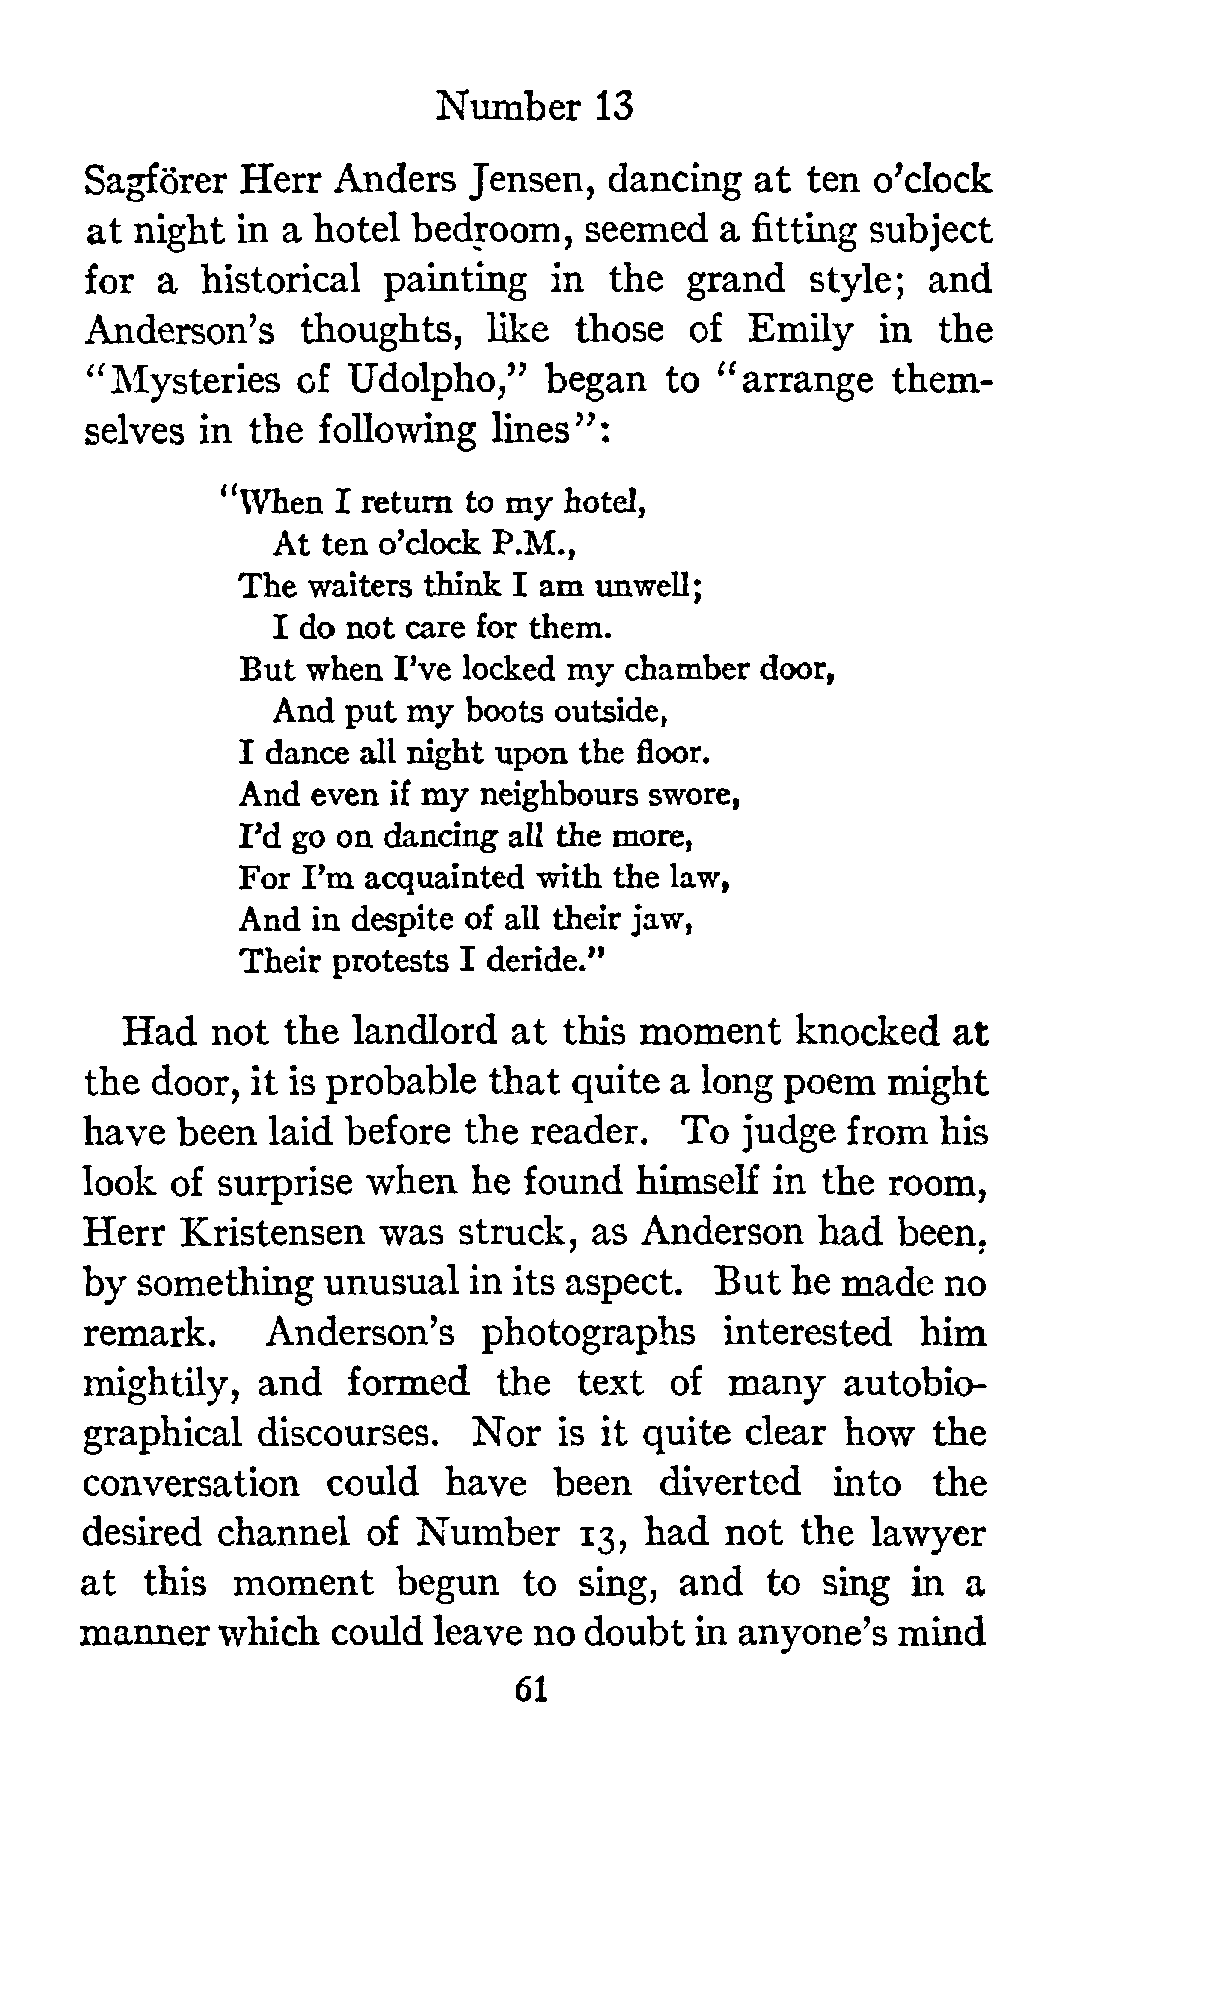 Number 13
Sagförer Herr Anders Jensen, dancing at ten o'clock
at night in a hotel bedroom, seemed a fitting subject
for a historical painting in the grand style; and
Anderson's thoughts, like those of Emily in the
"Mysteries of Udolpho," began to "arrange them-
selves in the following lines":
"When I return to my hotel,
At ten o'clock P.M.,
The waiters think I am unwell;
I do not care for them.
But when I've locked my chamber door,
And put my boots outside,
I dance all night upon the floor.
And even if my neighbours swore,
I'd go on dancing all the more,
For I'm acquainted with the law,
And in despite of all their jaw,
Their protests I deride."
Had not the landlord at this moment knocked at
the door, it is probable that quite a long poem might
have been laid before the reader. To judge from his
look of surprise when he found himself in the room,
Herr Kristensen was struck, as Anderson had been,
by something unusual in its aspect. But he made no
remark. Anderson's photographs interested him
mightily, and formed the text of many autobio-
graphical discourses. Nor is it quite clear how the
conversation could have been diverted into the
desired channel of Number 13, had not the lawyer
at this moment begun to sing, and to sing in a
manner which could leave no doubt in anyone's mind
61